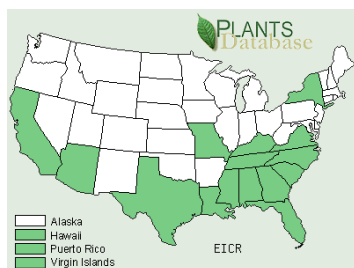 PLANTS
Database
Alaska
Hawaii
Puerto Rico
Virgin Islands
EICR